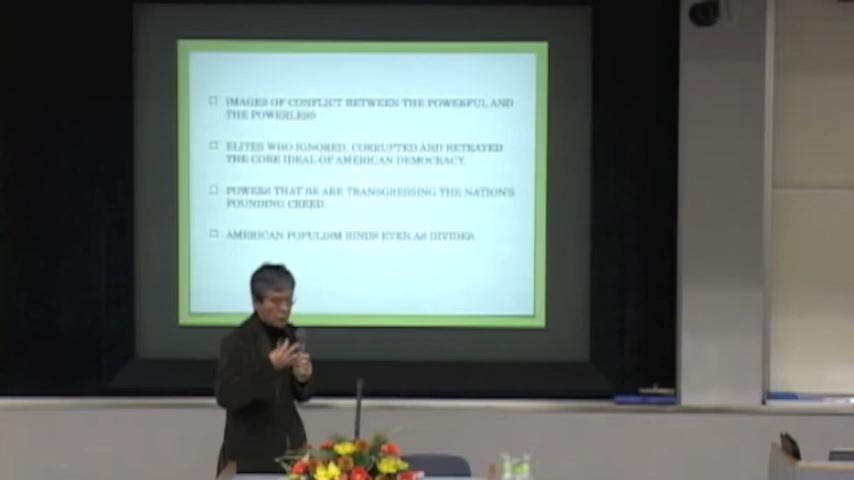 IMAGES OF CONFLICT BETWEEN THE POWERFUL AND
THE POWERLESS
ELITES WHO IGNORED, CORRUPTED AND BETRAYED
THE CORE IDEAL OF AMERICAN DEMOCRACY.
POWERS THAT BE ARE TRANSGRESSING THE NATION'S
FOUNDING CREED
AMERICAN POPULISM BINDS EVEN AS DIVIDES